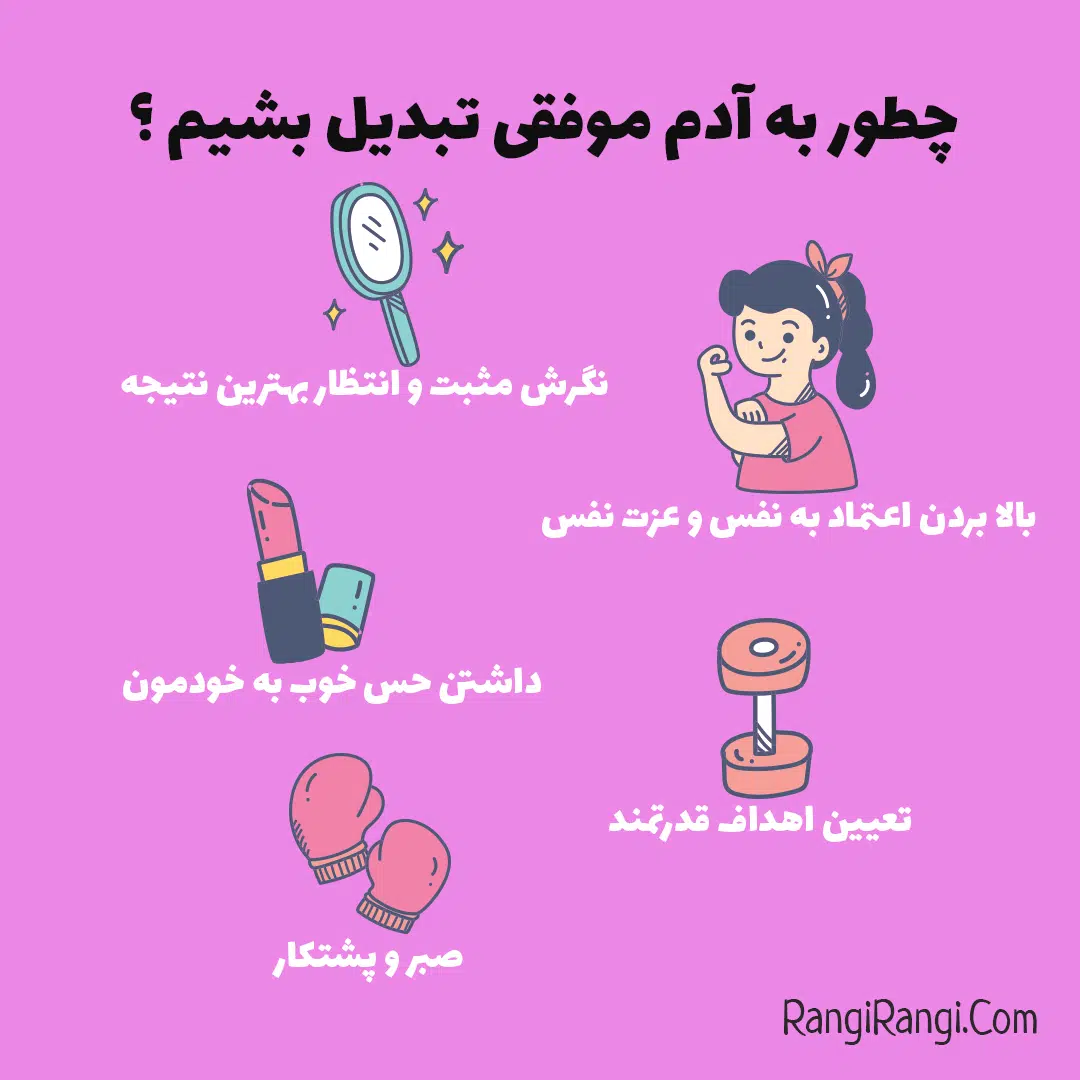 چطور به آدم موفقی تبدیل بشیم ؟
نگرش مثبت و انتظار بهترین نتیجه
بالا بردن اعتماد به نفس و عزت نفس
داشتن حس خوب به خودمون
تعیین اهداف قدرتمند
صبر و پشتکار
RangiRangi.Com